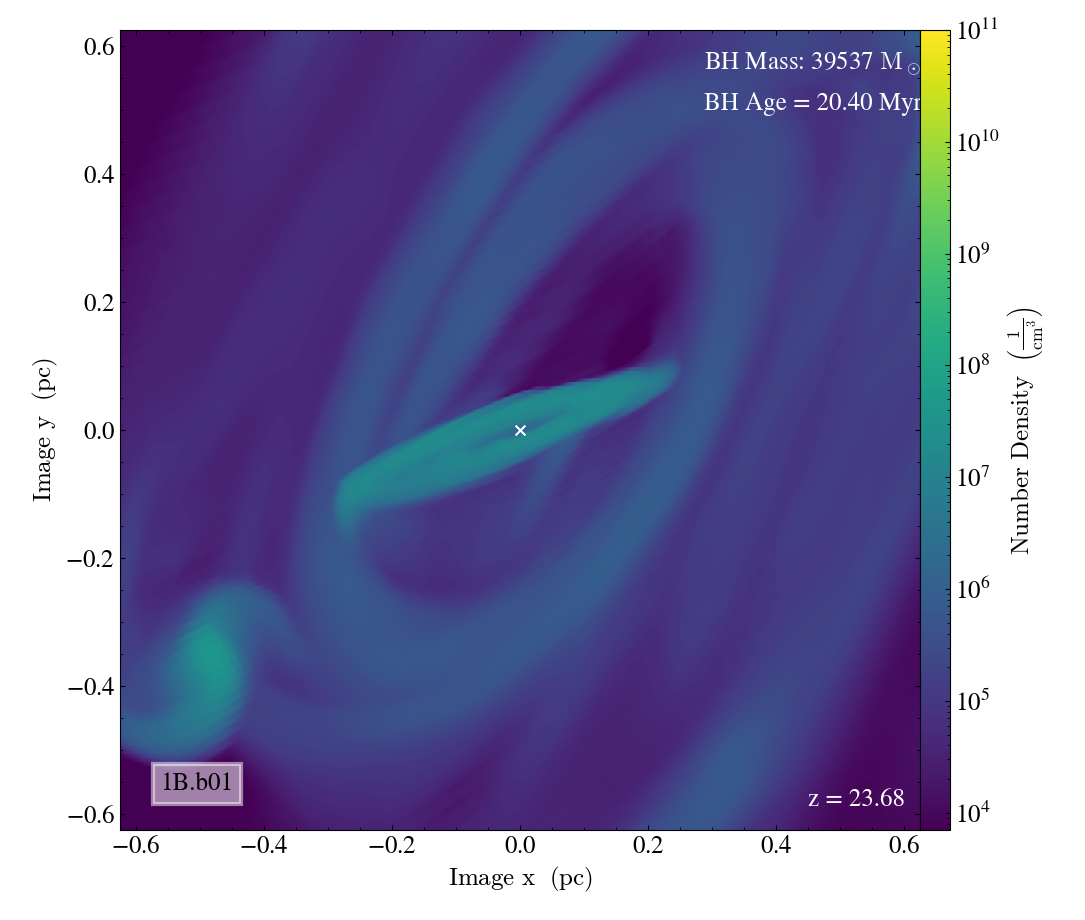 BH Mass: 39537 M☉
BH Age = 20.40 Myr
1B.b01
z = 23.68
0.6
0.4
0.2
0.0
−0.2
−0.4
−0.6
−0.6 −0.4 −0.2 0.0 0.2 0.4 0.6
Image x (pc)
Image y (pc)
10¹¹
10¹⁰
10⁹
10⁸
10⁷
10⁶
10⁵
10⁴
Number Density (1/cm³)